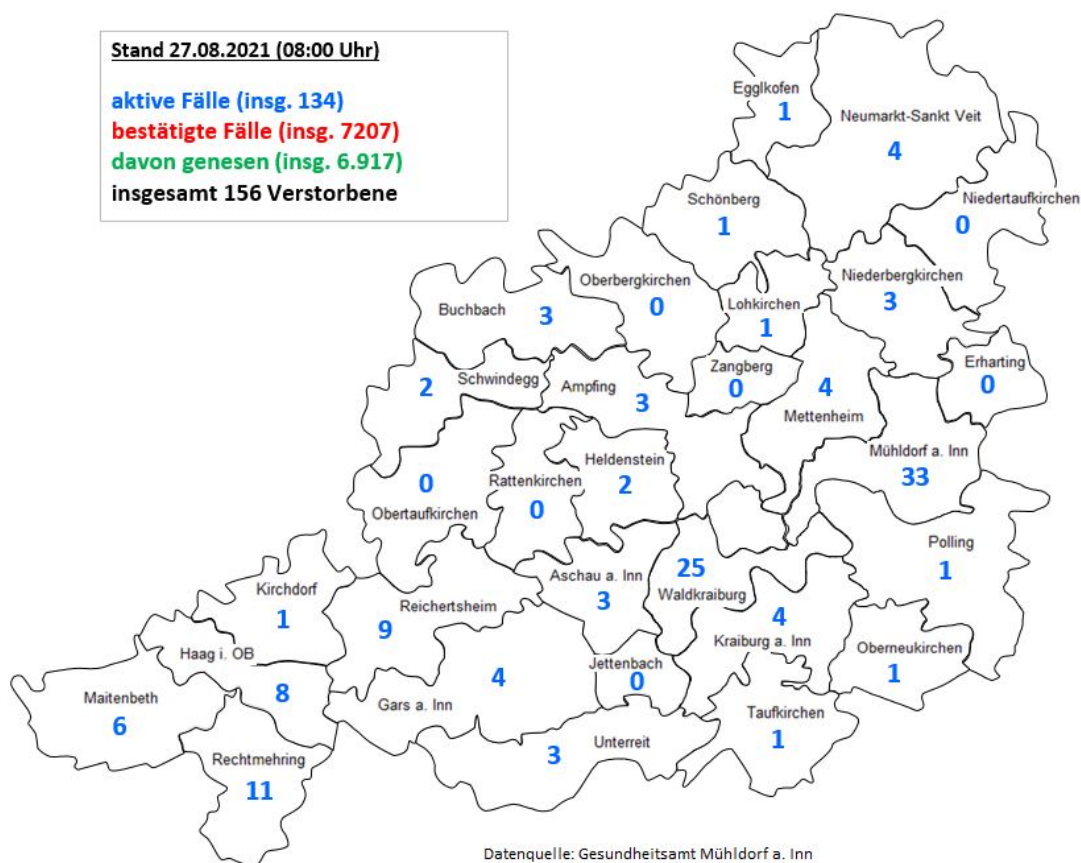 Stand 27.08.2021 (08:00 Uhr)
aktive Fälle (insg. 134)
bestätigte Fälle (insg. 7207)
davon genesen (insg. 6.917)
insgesamt 156 Verstorbene
Egglkofen
1
Neumarkt-Sankt Veit
4
Schönberg
1
Niedertaufkirchen
0
Oberbergkirchen
0
Niederbergkirchen
3
Buchbach 3
Lohkirchen
1
Schwindegg
2
Ampfing
3
Zangberg
0
4
Mettenheim
Erharting
0
Mühldorf a. Inn
33
0
Obertaufkirchen
Rattenkirchen
0
Heldenstein
2
Polling
1
Aschau a. Inn
3
25
Waldkraiburg
Kirchdorf
1
Reichertsheim
9
4
Kraiburg a. Inn
Oberneukirchen
1
Haag i. OB
8
Jettenbach
0
Maitenbeth
6
Gars a. Inn
4
Taufkirchen
1
Rechtmehring
11
3
Unterreit
Datenquelle: Gesundheitsamt Mühldorf a. Inn